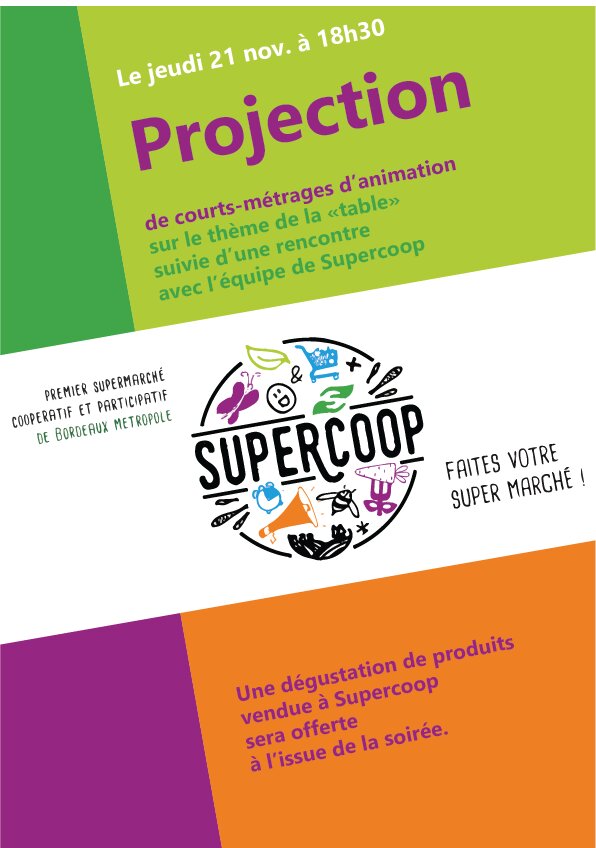 Le jeudi 21 nov. à 18h30
Projection
de courts-métrages d’animation
sur le thème de la «table»
suivie d’une rencontre
avec l’équipe de Supercoop
PREMIER SUPERMARCHÉ
COOPERATIF ET PARTICIPATIF
DE BORDEAUX METROPOLE
&
SUPERCOOP
FAITES VOTRE
SUPER MARCHÉ !
Une dégustation de produits
vendue à Supercoop
sera offerte
à l’issue de la soirée.